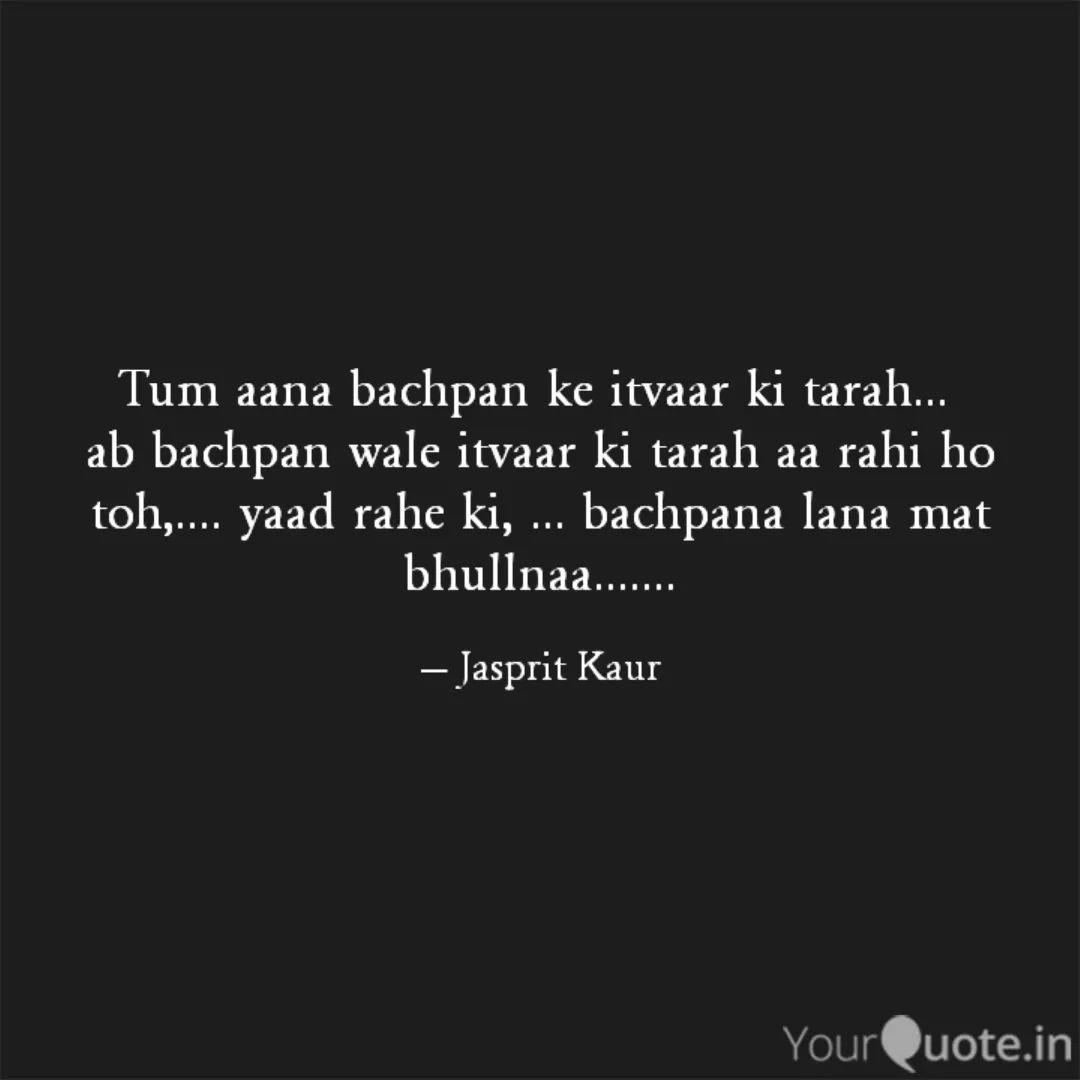 Tum aana bachpan ke itvaar ki tarah...
ab bachpan wale itvaar ki tarah aa rahi ho
toh,.... yaad rahe ki, ... bachpana lana mat
bhullnaa.......
– Jasprit Kaur
YourQuote.in